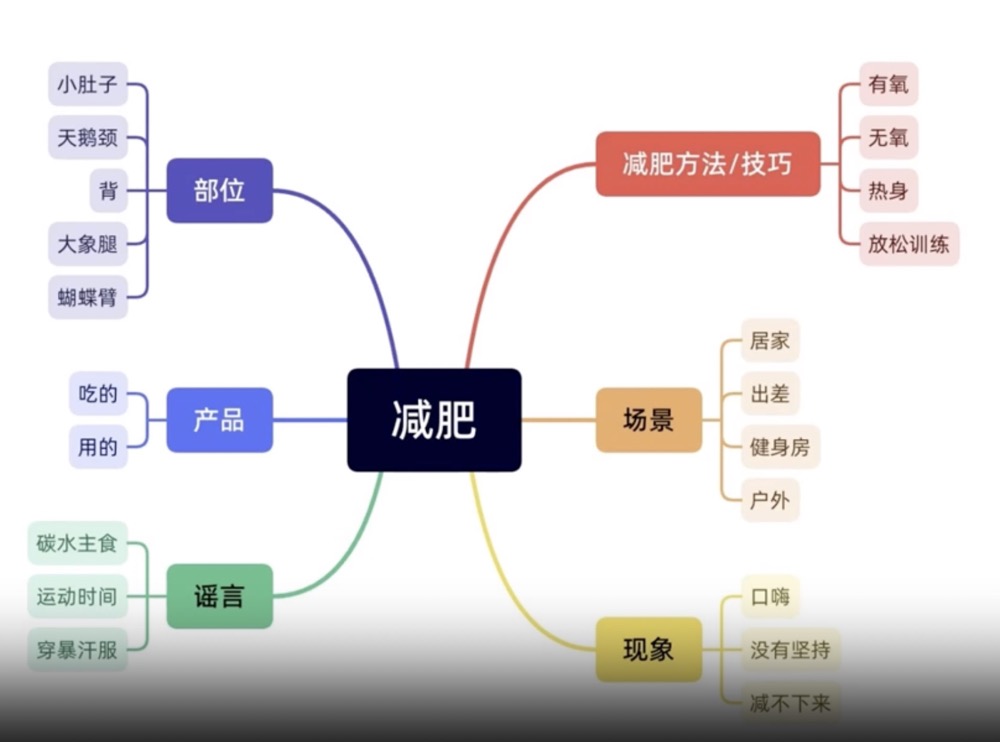 减肥
部位
小肚子
天鹅颈
背
大象腿
蝴蝶臂
产品
吃的
用的
谣言
碳水主食
运动时间
穿暴汗服
减肥方法/技巧
有氧
无氧
热身
放松训练
场景
居家
出差
健身房
户外
现象
口嗨
没有坚持
减不下来